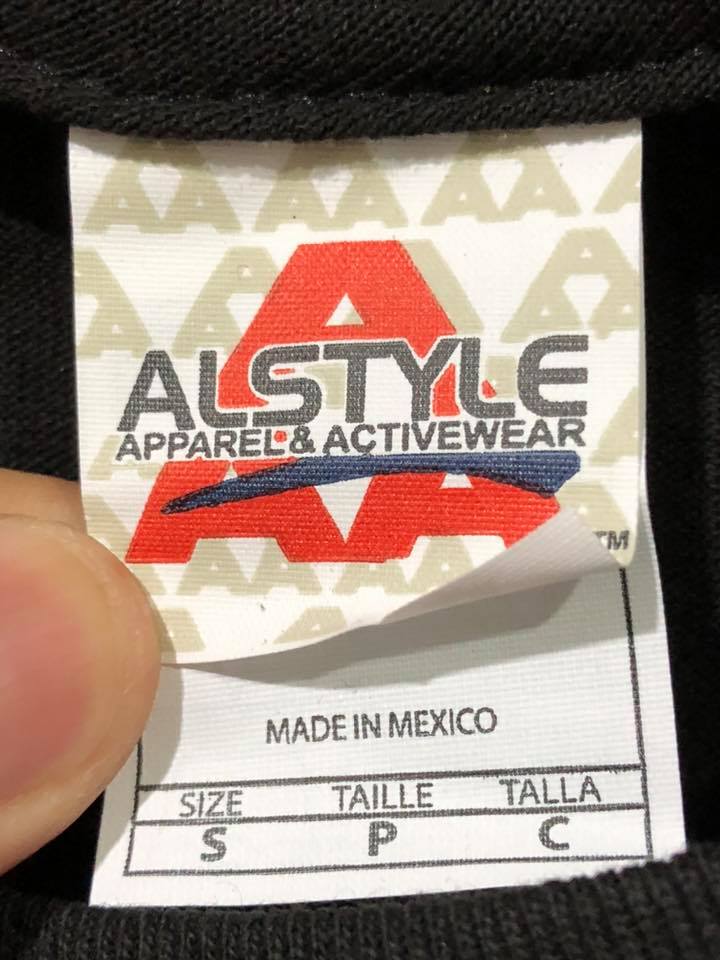 ALSTYLE
APPAREL & ACTIVEWEAR
TM
MADE IN MEXICO
SIZE TAILLE TALLA
S P C